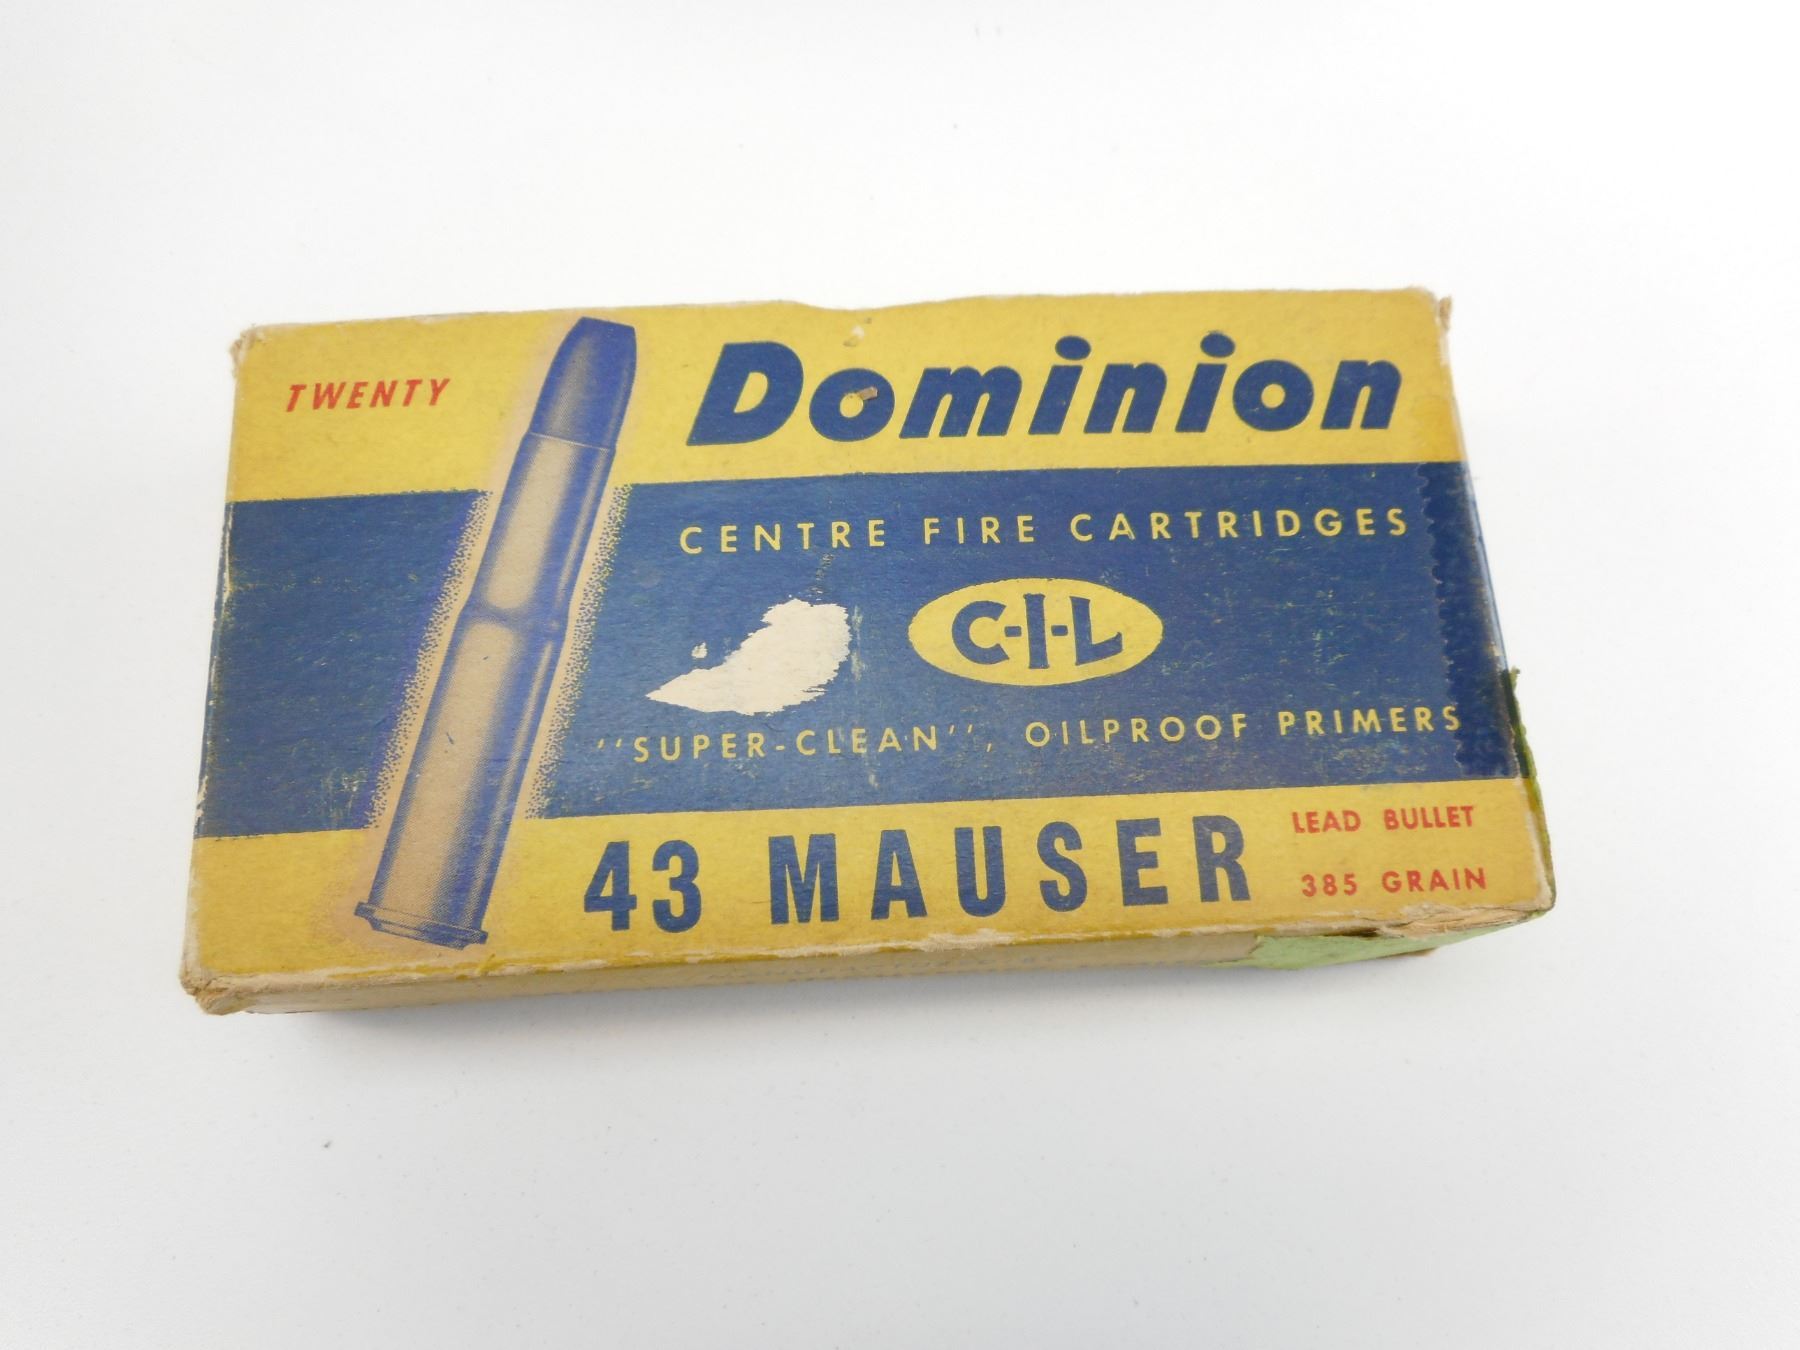 TWENTY
Dominion
CENTRE FIRE CARTRIDGES
C-I-L
"SUPER-CLEAN", OILPROOF PRIMERS
43 MAUSER
LEAD BULLET
385 GRAIN